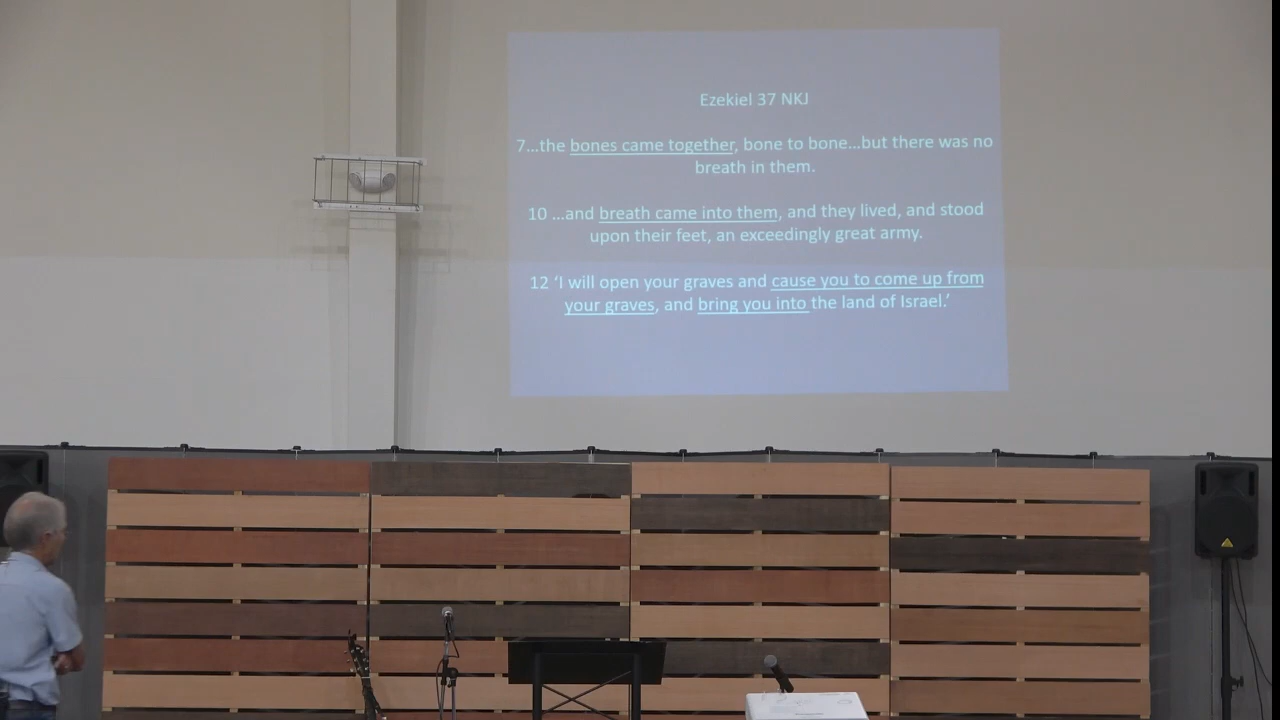 Ezekiel 37 NKJ
7...the bones came together, bone to bone...but there was no
breath in them.
10 ...and breath came into them, and they lived, and stood
upon their feet, an exceedingly great army.
12 ‘I will open your graves and cause you to come up from
your graves, and bring you into the land of Israel.’